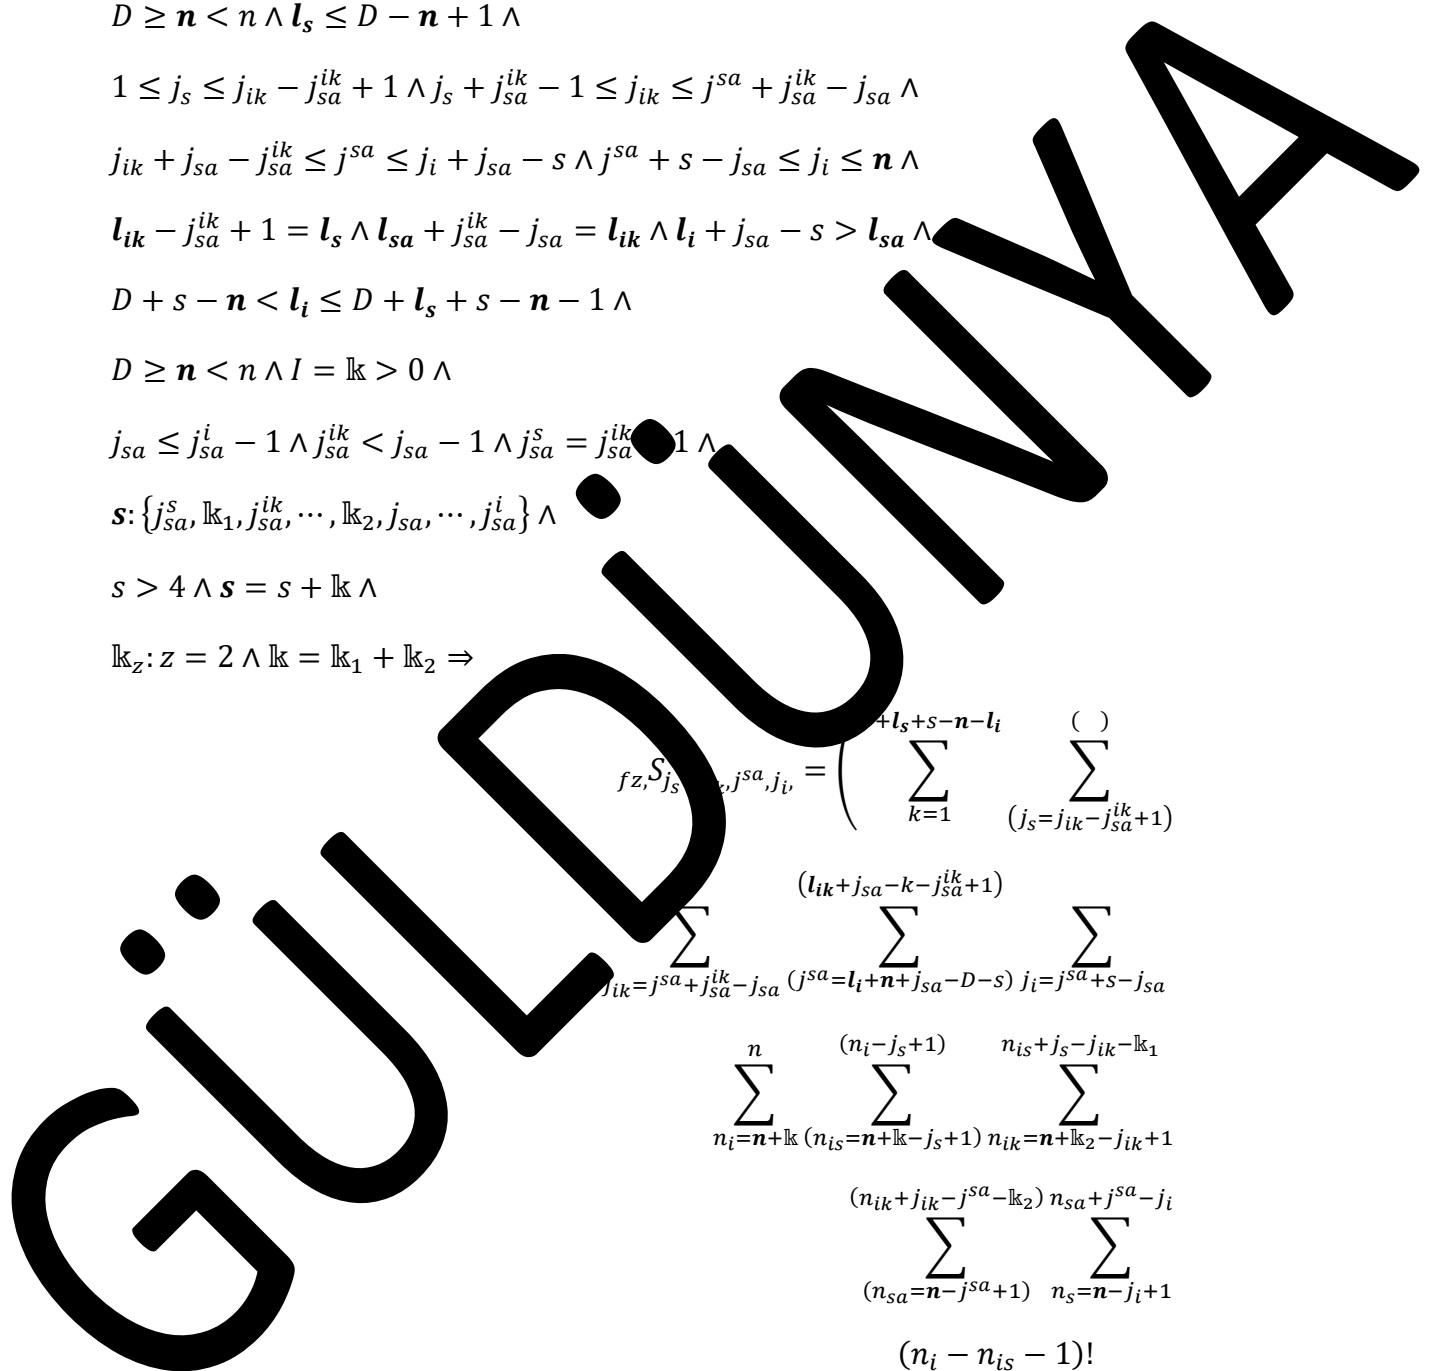 D ≥ 𝒏 < n ∧ 𝒍_𝒔 ≤ D − 𝒏 + 1 ∧
1 ≤ j_s ≤ j_{ik} − j_{sa}^{ik} + 1 ∧ j_s + j_{sa}^{ik} − 1 ≤ j_{ik} ≤ j^{sa} + j_{sa}^{ik} − j_{sa} ∧
j_{ik} + j_{sa} − j_{sa}^{ik} ≤ j^{sa} ≤ j_i + j_{sa} − s ∧ j^{sa} + s − j_{sa} ≤ j_i ≤ 𝒏 ∧
𝒍_{𝒊𝒌} − j_{sa}^{ik} + 1 = 𝒍_𝒔 ∧ 𝒍_{𝒔𝒂} + j_{sa}^{ik} − j_{sa} = 𝒍_{𝒊𝒌} ∧ 𝒍_𝒊 + j_{sa} − s > 𝒍_{𝒔𝒂} ∧
D + s − 𝒏 < 𝒍_𝒊 ≤ D + 𝒍_𝒔 + s − 𝒏 − 1 ∧
D ≥ 𝒏 < n ∧ I = 𝕜 > 0 ∧
j_{sa} ≤ j_{sa}^{i} − 1 ∧ j_{sa}^{ik} < j_{sa} − 1 ∧ j_{sa}^{s} = j_{sa}^{ik} 1 ∧
𝒔: {j_{sa}^{s}, 𝕜_1, j_{sa}^{ik}, ⋯, 𝕜_2, j_{sa}, ⋯, j_{sa}^{i}} ∧
s > 4 ∧ 𝒔 = s + 𝕜 ∧
𝕜_z: z = 2 ∧ 𝕜 = 𝕜_1 + 𝕜_2 ⇒
_{fz,}S_{j_s ,j^{sa},j_i,} = ( ∑_{k=1}^{+𝒍_𝒔+s−𝒏−𝒍_𝒊} ∑_{(j_s=j_{ik}−j_{sa}^{ik}+1)}^{( )}
∑_{j_{ik}=j^{sa}+j_{sa}^{ik}−j_{sa}} ∑_{(j^{sa}=𝒍_𝒊+𝒏+j_{sa}−D−s)}^{(𝒍_{𝒊𝒌}+j_{sa}−k−j_{sa}^{ik}+1)} ∑_{j_i=j^{sa}+s−j_{sa}}
∑_{n_i=𝒏+𝕜}^{n} ∑_{(n_{is}=𝒏+𝕜−j_s+1)}^{(n_i−j_s+1)} ∑_{n_{ik}=𝒏+𝕜_2−j_{ik}+1}^{n_{is}+j_s−j_{ik}−𝕜_1}
∑_{(n_{sa}=𝒏−j^{sa}+1)}^{(n_{ik}+j_{ik}−j^{sa}−𝕜_2)} ∑_{n_s=𝒏−j_i+1}^{n_{sa}+j^{sa}−j_i}
(n_i − n_{is} − 1)!
GÜLDÜNYA